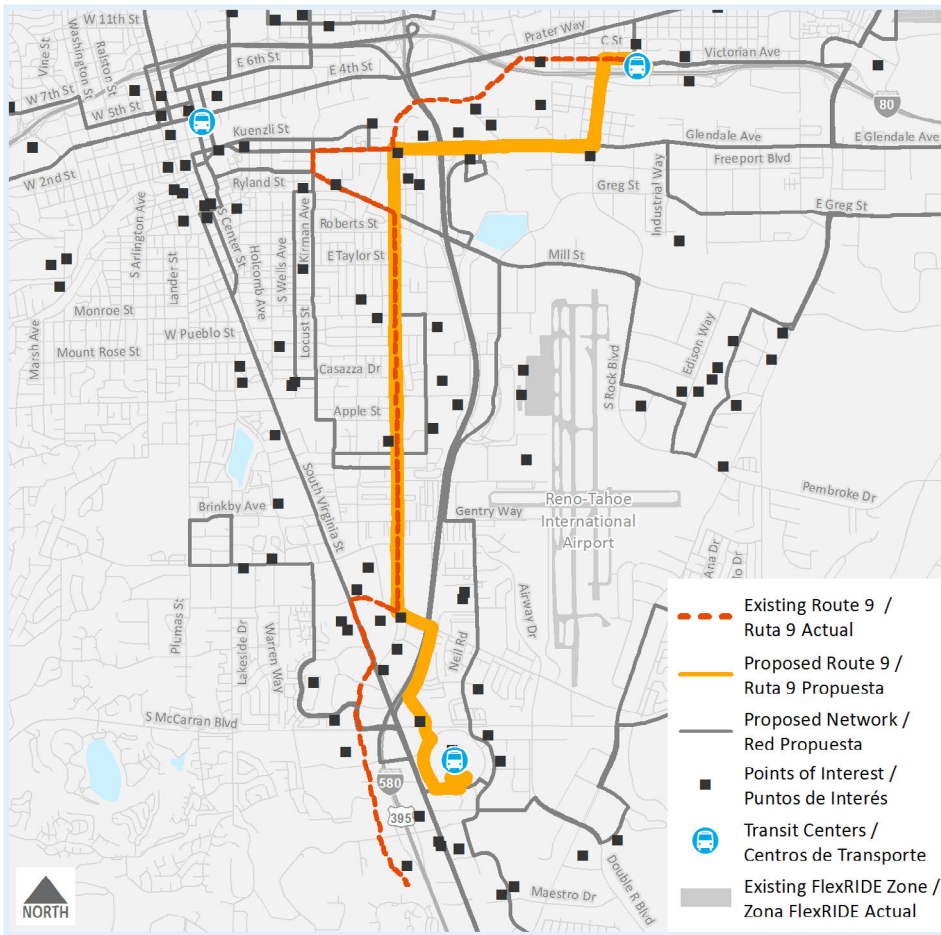 W 11th St
Prater Way
C St
Victorian Ave
Vine St
Washington St
Ralston St
E 6th St
E 4th St
W 7th St
W 5th St
80
Kuenzli St
Glendale Ave
E Glendale Ave
Freeport Blvd
W 2nd St
Ryland St
Greg St
Industrial Way
E Greg St
S Arlington Ave
S Center St
Kirman Ave
Roberts St
Lander St
Holcomb Ave
S Wells Ave
E Taylor St
Mill St
Monroe St
Locust St
W Pueblo St
Marsh Ave
Mount Rose St
Casazza Dr
S Rock Blvd
Edison Way
Apple St
South Virginia St
Pembroke Dr
Brinkby Ave
Gentry Way
Reno-Tahoe
International
Airport
Ana Dr
to Dr
Airway Dr
Plumas St
Lakeside Dr
Warren Way
Neil Rd
S McCarran Blvd
580
395
Maestro Dr
Double R Blvd
NORTH
Existing Route 9 /
Ruta 9 Actual
Proposed Route 9 /
Ruta 9 Propuesta
Proposed Network /
Red Propuesta
Points of Interest /
Puntos de Interés
Transit Centers /
Centros de Transporte
Existing FlexRIDE Zone /
Zona FlexRIDE Actual